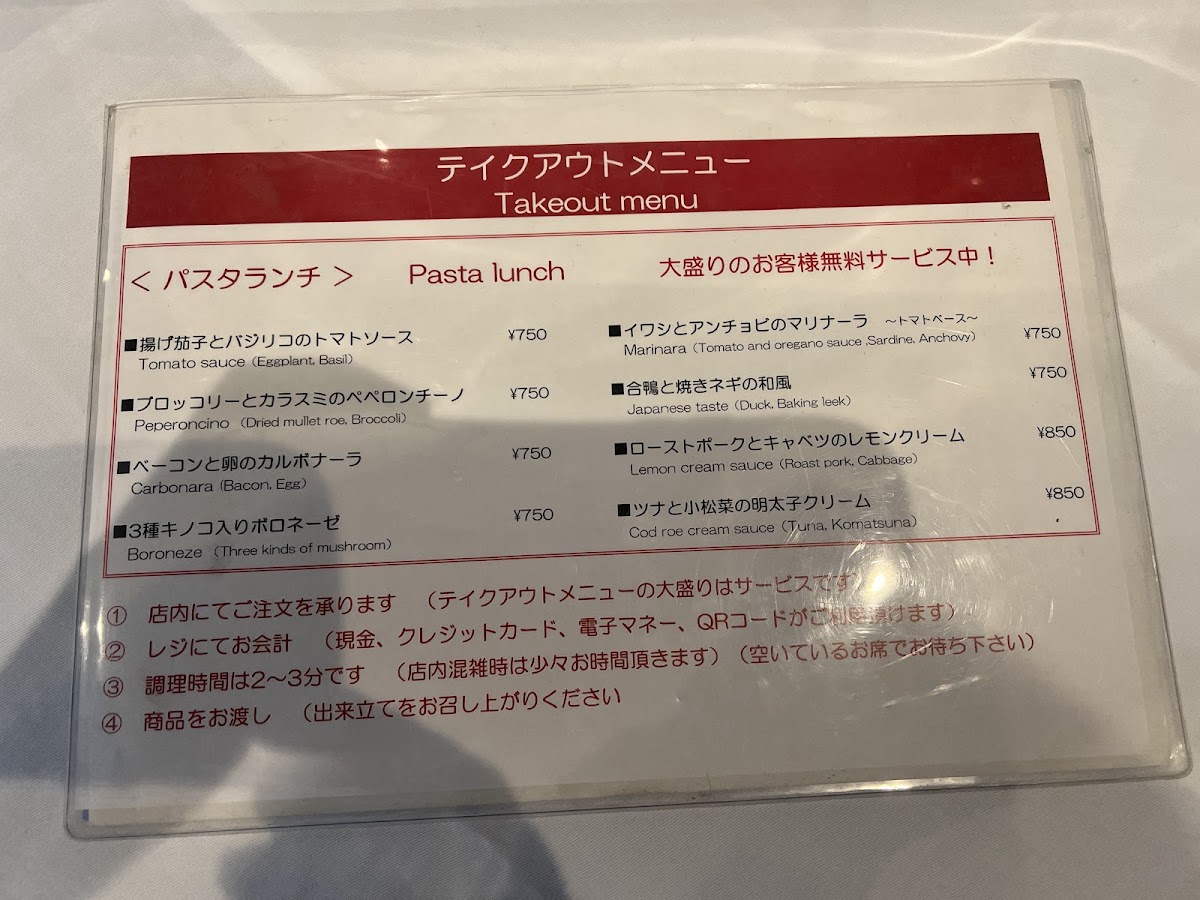 テイクアウトメニュー
Takeout menu
< パスタランチ > Pasta lunch 大盛りのお客様無料サービス中！
■揚げ茄子とバジリコのトマトソース ¥750
Tomato sauce (Eggplant, Basil)
■ブロッコリーとカラスミのペペロンチーノ ¥750
Peperoncino (Dried mullet roe, Broccoli)
■ベーコンと卵のカルボナーラ ¥750
Carbonara (Bacon, Egg)
■3種キノコ入りボロネーゼ ¥750
Boroneze (Three kinds of mushroom)
■イワシとアンチョビのマリナーラ ～トマトベース～ ¥750
Marinara (Tomato and oregano sauce ,Sardine, Anchovy)
■合鴨と焼きネギの和風 ¥750
Japanese taste (Duck, Baking leek)
■ローストポークとキャベツのレモンクリーム ¥850
Lemon cream sauce (Roast pork, Cabbage)
■ツナと小松菜の明太子クリーム ¥850
Cod roe cream sauce (Tuna, Komatsuna)
① 店内にてご注文を承ります （テイクアウトメニューの大盛りはサービスです）
② レジにてお会計 （現金、クレジットカード、電子マネー、QRコードがご利用頂けます）
③ 調理時間は2～3分です （店内混雑時は少々お時間頂きます）（空いているお席でお待ち下さい）
④ 商品をお渡し （出来立てをお召し上がりください